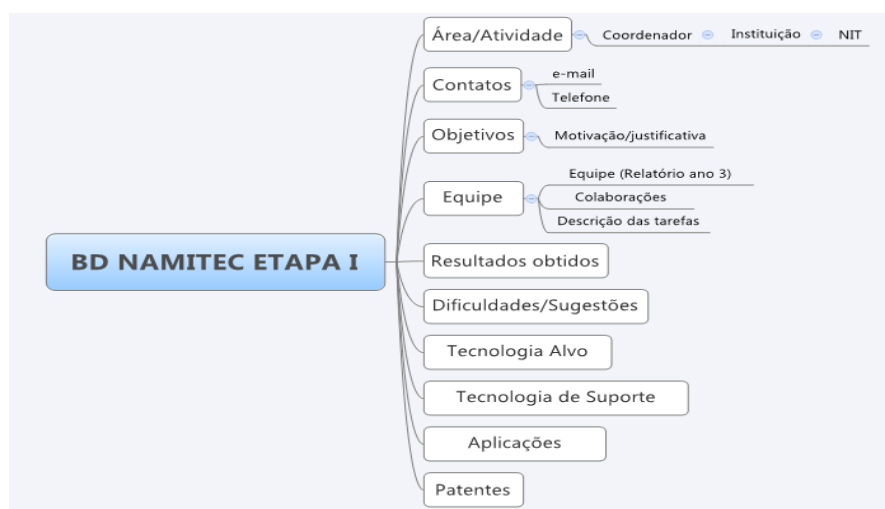 Área/Atividade
Coordenador
Instituição
NIT
Contatos
e-mail
Telefone
Objetivos
Motivação/justificativa
Equipe
Equipe (Relatório ano 3)
Colaborações
Descrição das tarefas
BD NAMITEC ETAPA I
Resultados obtidos
Dificuldades/Sugestões
Tecnologia Alvo
Tecnologia de Suporte
Aplicações
Patentes